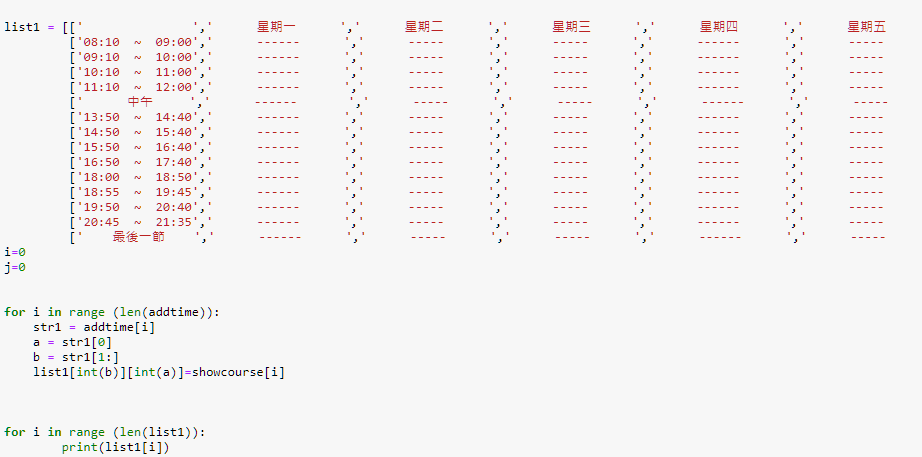 list1 = [['               ','      星期一      ','      星期二      ','      星期三      ','      星期四      ','      星期五
['08:10  ~  09:00','      ------      ','      -----      ','      -----      ','      ------      ','      -----
['09:10  ~  10:00','      ------      ','      -----      ','      -----      ','      ------      ','      -----
['10:10  ~  11:00','      ------      ','      -----      ','      -----      ','      ------      ','      -----
['11:10  ~  12:00','      ------      ','      -----      ','      -----      ','      ------      ','      -----
['      中午     ','      ------      ','      -----      ','      -----      ','      ------      ','      -----
['13:50  ~  14:40','      ------      ','      -----      ','      -----      ','      ------      ','      -----
['14:50  ~  15:40','      ------      ','      -----      ','      -----      ','      ------      ','      -----
['15:50  ~  16:40','      ------      ','      -----      ','      -----      ','      ------      ','      -----
['16:50  ~  17:40','      ------      ','      -----      ','      -----      ','      ------      ','      -----
['18:00  ~  18:50','      ------      ','      -----      ','      -----      ','      ------      ','      -----
['18:55  ~  19:45','      ------      ','      -----      ','      -----      ','      ------      ','      -----
['19:50  ~  20:40','      ------      ','      -----      ','      -----      ','      ------      ','      -----
['20:45  ~  21:35','      ------      ','      -----      ','      -----      ','      ------      ','      -----
['    最後一節    ','      ------      ','      -----      ','      -----      ','      ------      ','      -----
i=0
j=0
for i in range (len(addtime)):
    str1 = addtime[i]
    a = str1[0]
    b = str1[1:]
    list1[int(b)][int(a)]=showcourse[i]
for i in range (len(list1)):
        print(list1[i])